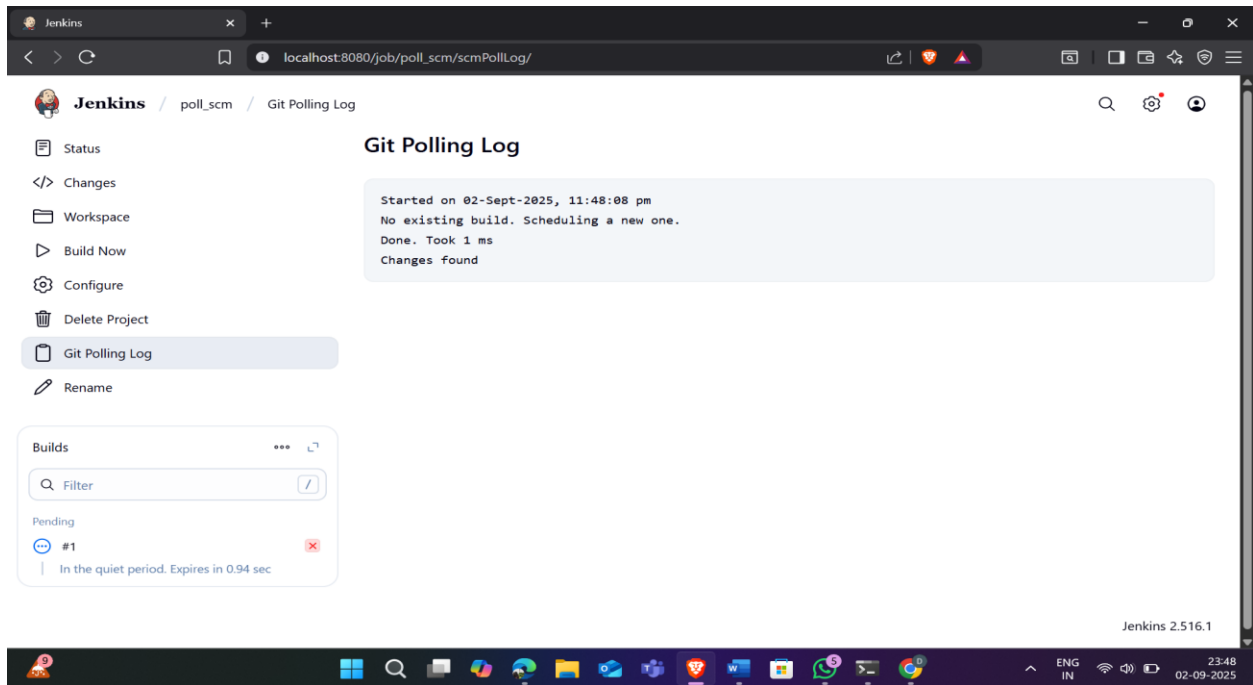 Jenkins
localhost:8080/job/poll_scm/scmPollLog/
Jenkins / poll_scm / Git Polling Log
Status
Changes
Workspace
Build Now
Configure
Delete Project
Git Polling Log
Rename
Builds
Filter /
Pending
#1
In the quiet period. Expires in 0.94 sec
Git Polling Log
Started on 02-Sept-2025, 11:48:08 pm
No existing build. Scheduling a new one.
Done. Took 1 ms
Changes found
Jenkins 2.516.1
9
5
D
ENG
IN
23:48
02-09-2025